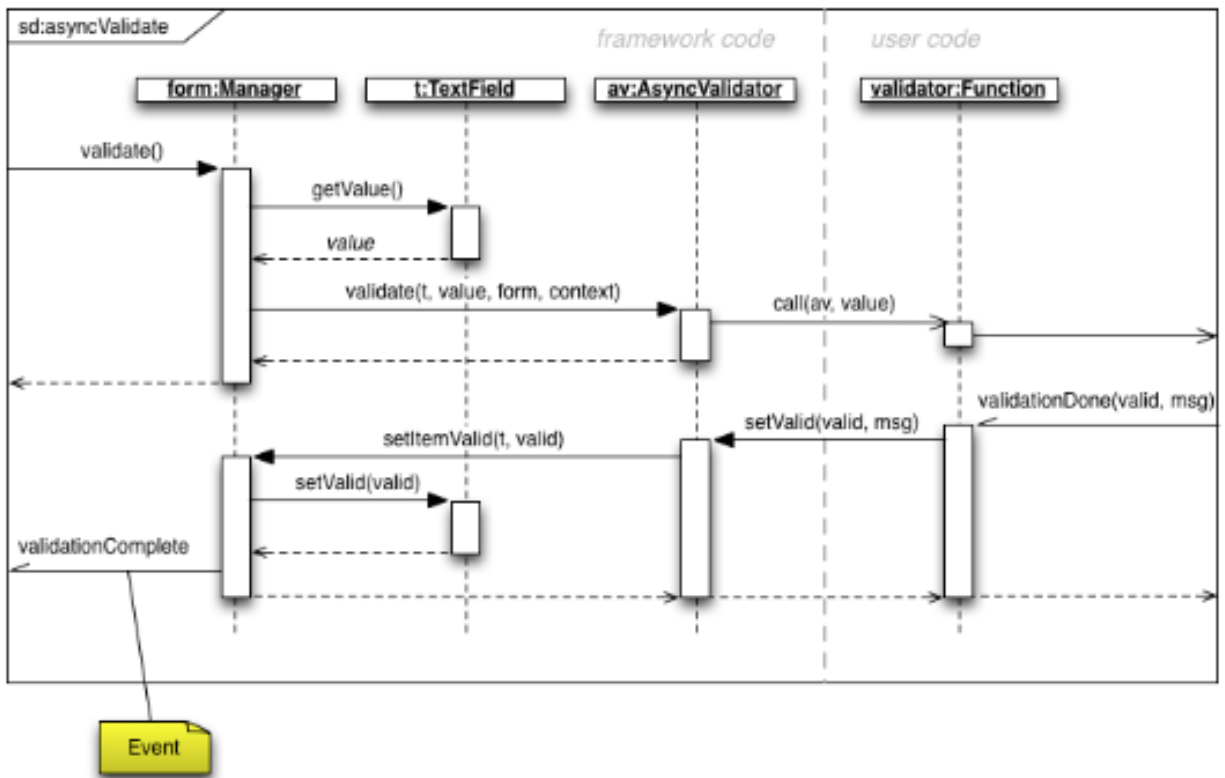 sd:asyncValidate
framework code
user code
form:Manager
t:TextField
av:AsyncValidator
validator:Function
validate()
getValue()
value
validate(t, value, form, context)
call(av, value)
validationDone(valid, msg)
setValid(valid, msg)
setItemValid(t, valid)
setValid(valid)
validationComplete
Event